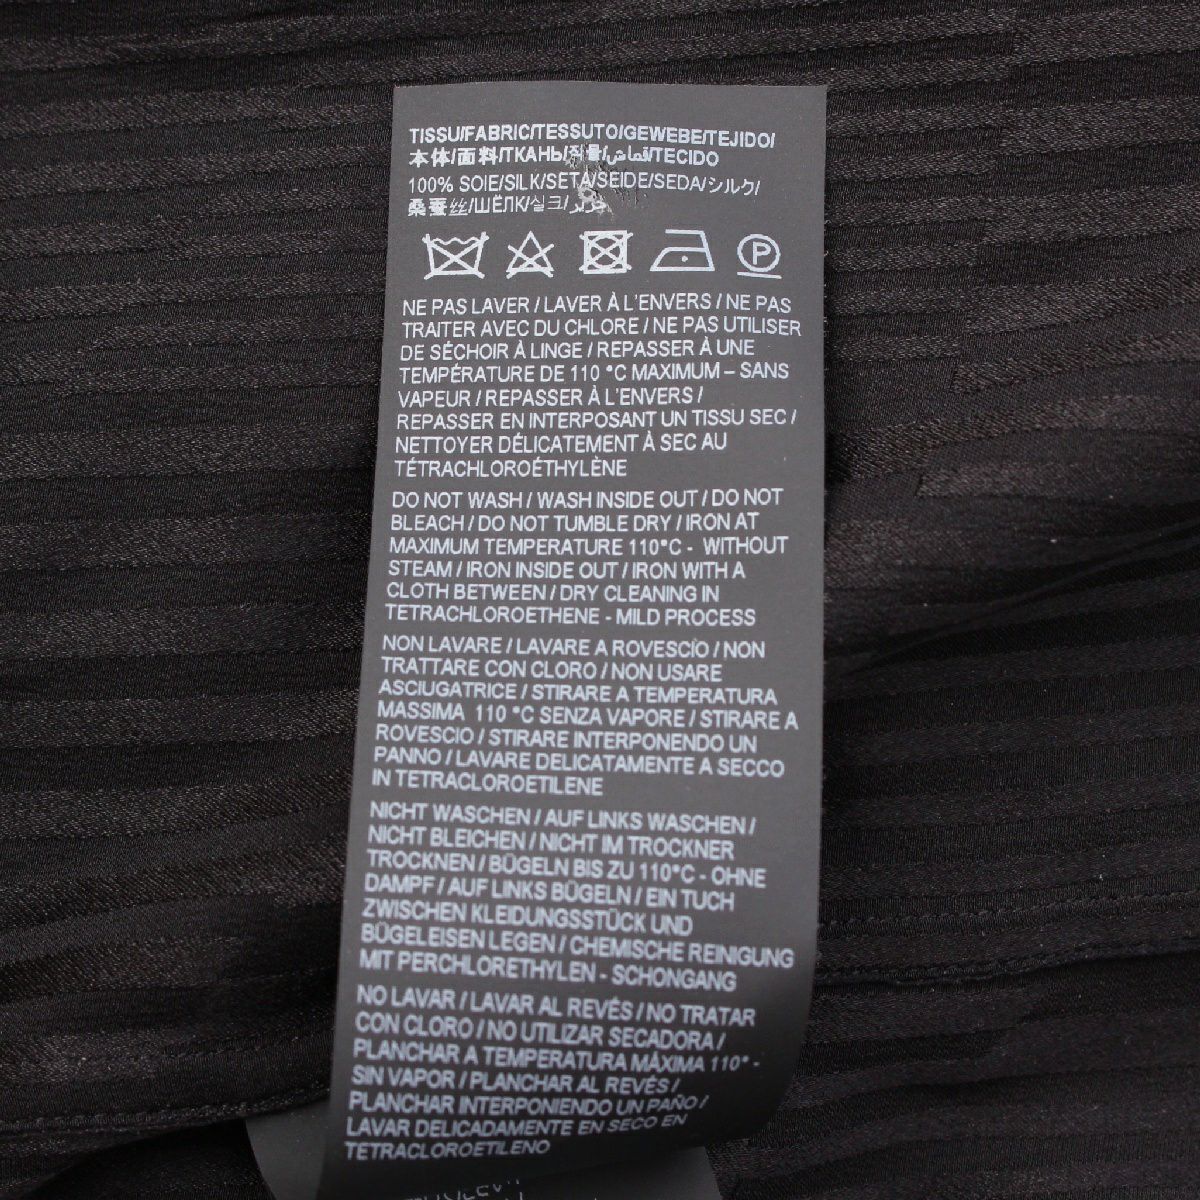 TISSU/FABRIC/TESSUTO/GEWEBE/TEJIDO/
本体/面料/ТКАНЬ/직물/قماش/TECIDO
100% SOIE/SILK/SETA/SEIDE/SEDA/シルク/
桑蚕丝/ШЁЛК/실크/حرير
P
NE PAS LAVER / LAVER À L'ENVERS / NE PAS
TRAITER AVEC DU CHLORE / NE PAS UTILISER
DE SÉCHOIR À LINGE / REPASSER À UNE
TEMPÉRATURE DE 110 °C MAXIMUM – SANS
VAPEUR / REPASSER À L'ENVERS /
REPASSER EN INTERPOSANT UN TISSU SEC /
NETTOYER DÉLICATEMENT À SEC AU
TÉTRACHLOROÉTHYLÈNE
DO NOT WASH / WASH INSIDE OUT / DO NOT
BLEACH / DO NOT TUMBLE DRY / IRON AT
MAXIMUM TEMPERATURE 110°C - WITHOUT
STEAM / IRON INSIDE OUT / IRON WITH A
CLOTH BETWEEN / DRY CLEANING IN
TETRACHLOROETHENE - MILD PROCESS
NON LAVARE / LAVARE A ROVESCIO / NON
TRATTARE CON CLORO / NON USARE
ASCIUGATRICE / STIRARE A TEMPERATURA
MASSIMA 110 °C SENZA VAPORE / STIRARE A
ROVESCIO / STIRARE INTERPONENDO UN
PANNO / LAVARE DELICATAMENTE A SECCO
IN TETRACLOROETILENE
NICHT WASCHEN / AUF LINKS WASCHEN /
NICHT BLEICHEN / NICHT IM TROCKNER
TROCKNEN / BÜGELN BIS ZU 110°C - OHNE
DAMPF / AUF LINKS BÜGELN / EIN TUCH
ZWISCHEN KLEIDUNGSSTÜCK UND
BÜGELEISEN LEGEN / CHEMISCHE REINIGUNG
MIT PERCHLORETHYLEN - SCHONGANG
NO LAVAR / LAVAR AL REVÉS / NO TRATAR
CON CLORO / NO UTILIZAR SECADORA /
PLANCHAR A TEMPERATURA MÁXIMA 110° -
SIN VAPOR / PLANCHAR AL REVÉS /
PLANCHAR INTERPONIENDO UN PAÑO /
LAVAR DELICADAMENTE EN SECO EN
TETRACLOROETILENO